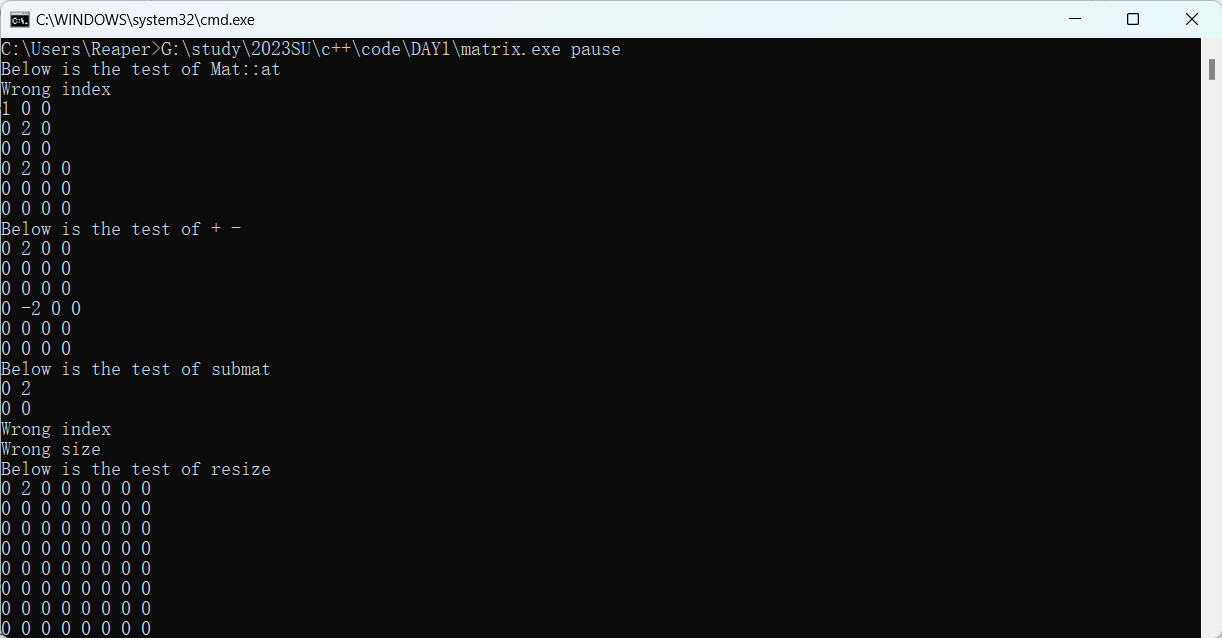 C:\WINDOWS\system32\cmd.exe
C:\Users\Reaper>G:\study\2023SU\c++\code\DAY1\matrix.exe pause
Below is the test of Mat::at
Wrong index
1 0 0
0 2 0
0 0 0
0 2 0 0
0 0 0 0
0 0 0 0
Below is the test of + -
0 2 0 0
0 0 0 0
0 0 0 0
0 -2 0 0
0 0 0 0
0 0 0 0
Below is the test of submat
0 2
0 0
Wrong index
Wrong size
Below is the test of resize
0 2 0 0 0 0 0 0
0 0 0 0 0 0 0 0
0 0 0 0 0 0 0 0
0 0 0 0 0 0 0 0
0 0 0 0 0 0 0 0
0 0 0 0 0 0 0 0
0 0 0 0 0 0 0 0
0 0 0 0 0 0 0 0